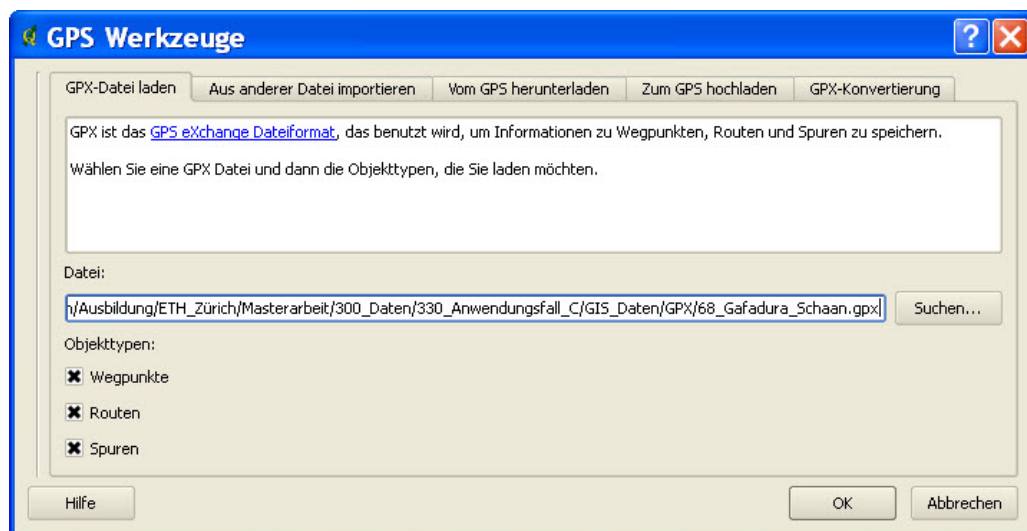 GPS Werkzeuge
GPX-Datei laden
Aus anderer Datei importieren
Vom GPS herunterladen
Zum GPS hochladen
GPX-Konvertierung
GPX ist das GPS eXchange Dateiformat, das benutzt wird, um Informationen zu Wegpunkten, Routen und Spuren zu speichern.
Wählen Sie eine GPX Datei und dann die Objekttypen, die Sie laden möchten.
Datei:
n/Ausbildung/ETH_Zürich/Masterarbeit/300_Daten/330_Anwendungsfall_C/GIS_Daten/GPX/68_Gafadura_Schaan.gpx
Suchen...
Objekttypen:
Wegpunkte
Routen
Spuren
Hilfe
OK
Abbrechen